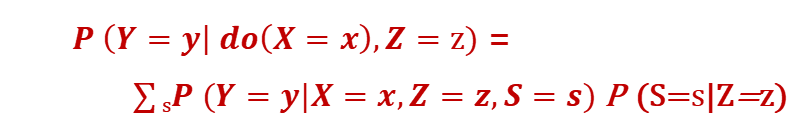 P (Y = y| do(X = x), Z = z) =
∑ₛP (Y = y|X = x, Z = z, S = s) P (S=s|Z=z)